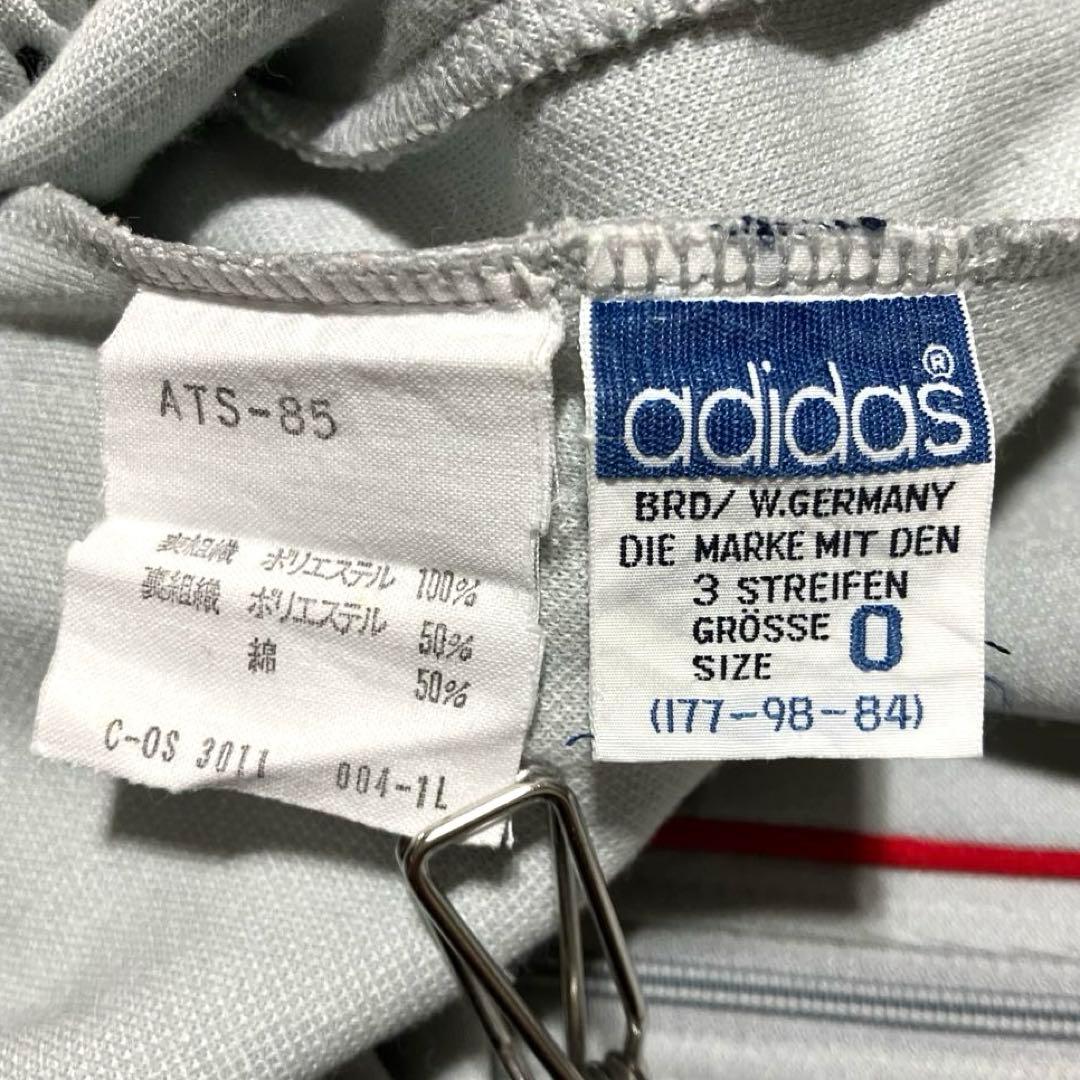 ATS-85
表組織 ポリエステル 100%
裏組織 ポリエステル 50%
綿 50%
C-OS 3011 004-1L
adidas®
BRD/ W.GERMANY
DIE MARKE MIT DEN
3 STREIFEN
GRÖSSE 0
SIZE
(177-98-84)